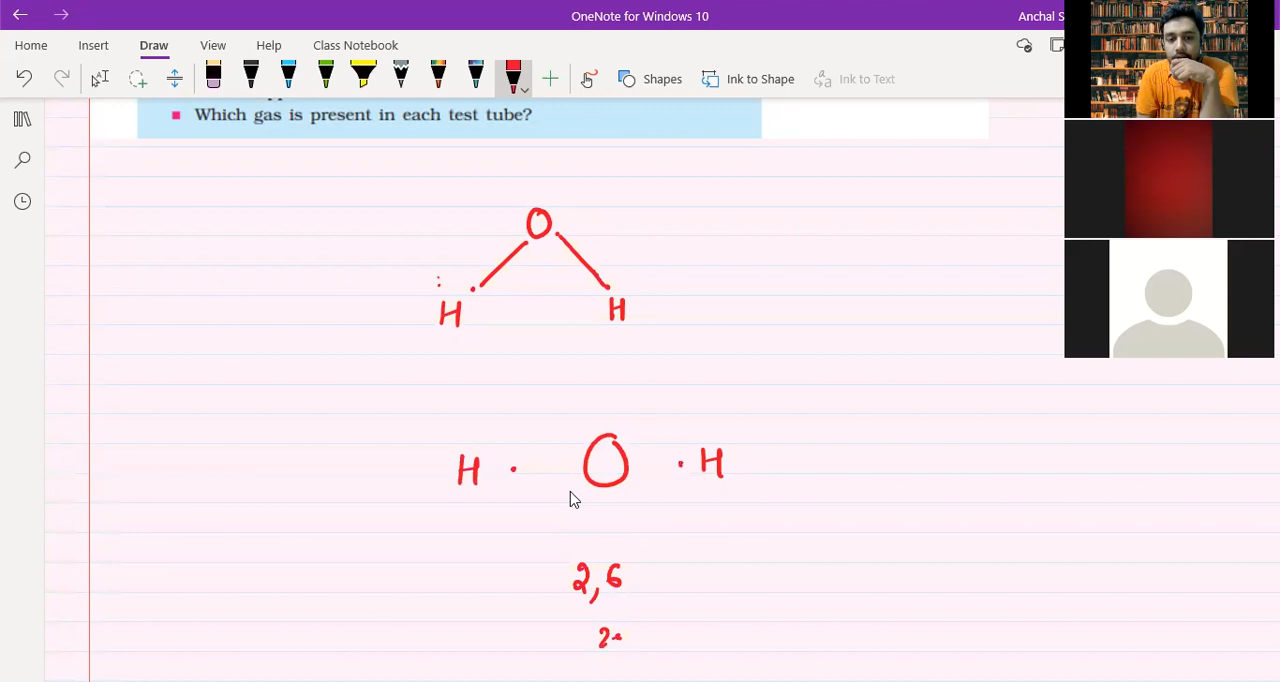 OneNote for Windows 10
Anchal S
Home Insert Draw View Help Class Notebook
Shapes Ink to Shape Ink to Text
Which gas is present in each test tube?
O
H H
H · O · H
2,6